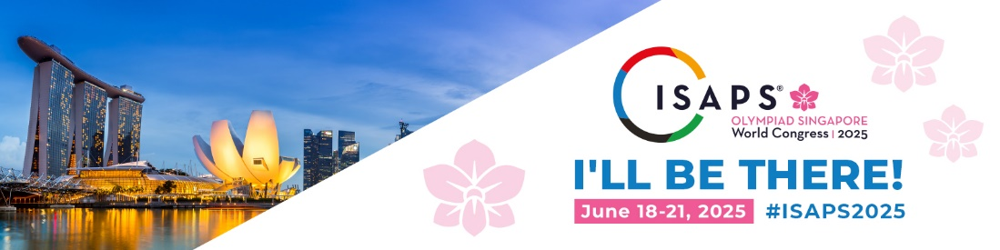 ISAPS®
OLYMPIAD SINGAPORE
World Congress | 2025
I'LL BE THERE!
June 18-21, 2025 #ISAPS2025